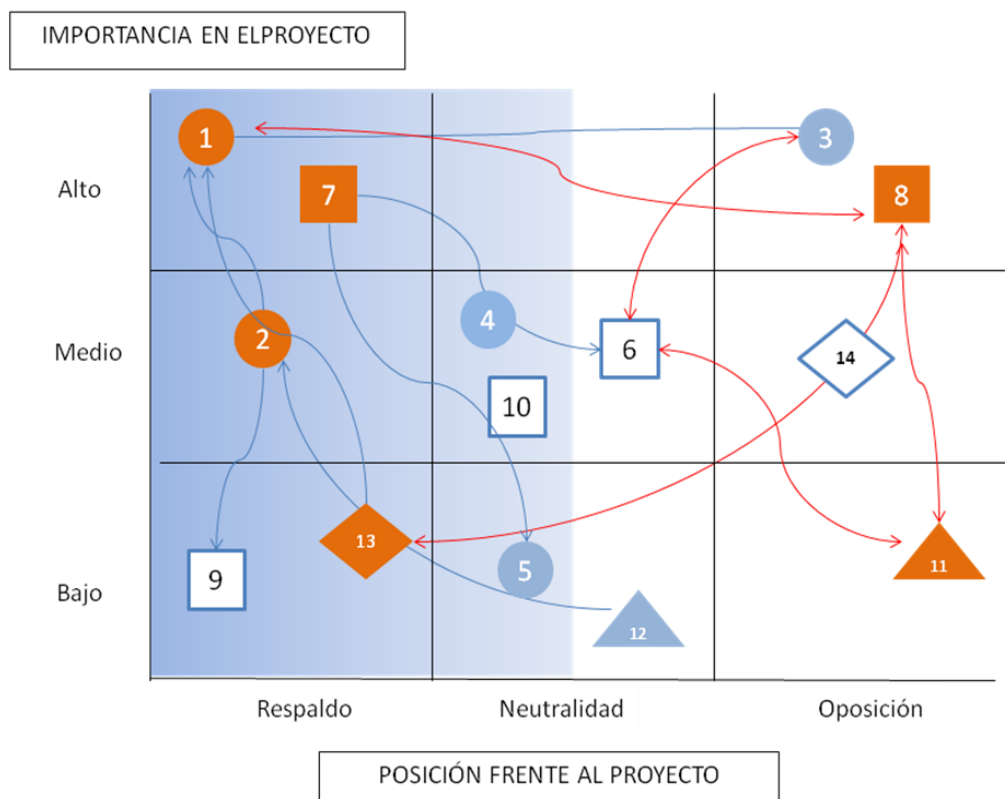 IMPORTANCIA EN ELPROYECTO
1
3
Alto
7
8
4
2
Medio
6
14
10
13
11
9
5
Bajo
12
Respaldo
Neutralidad
Oposición
POSICIÓN FRENTE AL PROYECTO